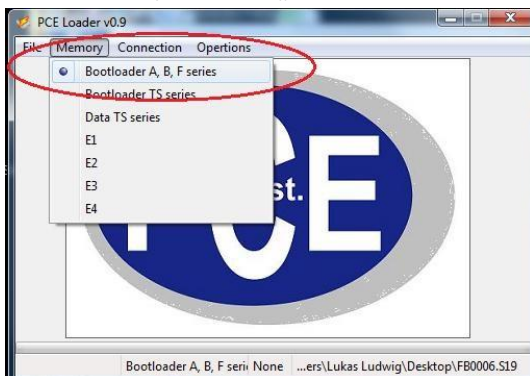 PCE Loader v0.9
File Memory Connection Opertions
Bootloader A, B, F series
Bootloader TS series
Data TS series
E1
E2
E3
E4
st.
CE
Bootloader A, B, F seri None ...ers\Lukas Ludwig\Desktop\FB0006.S19